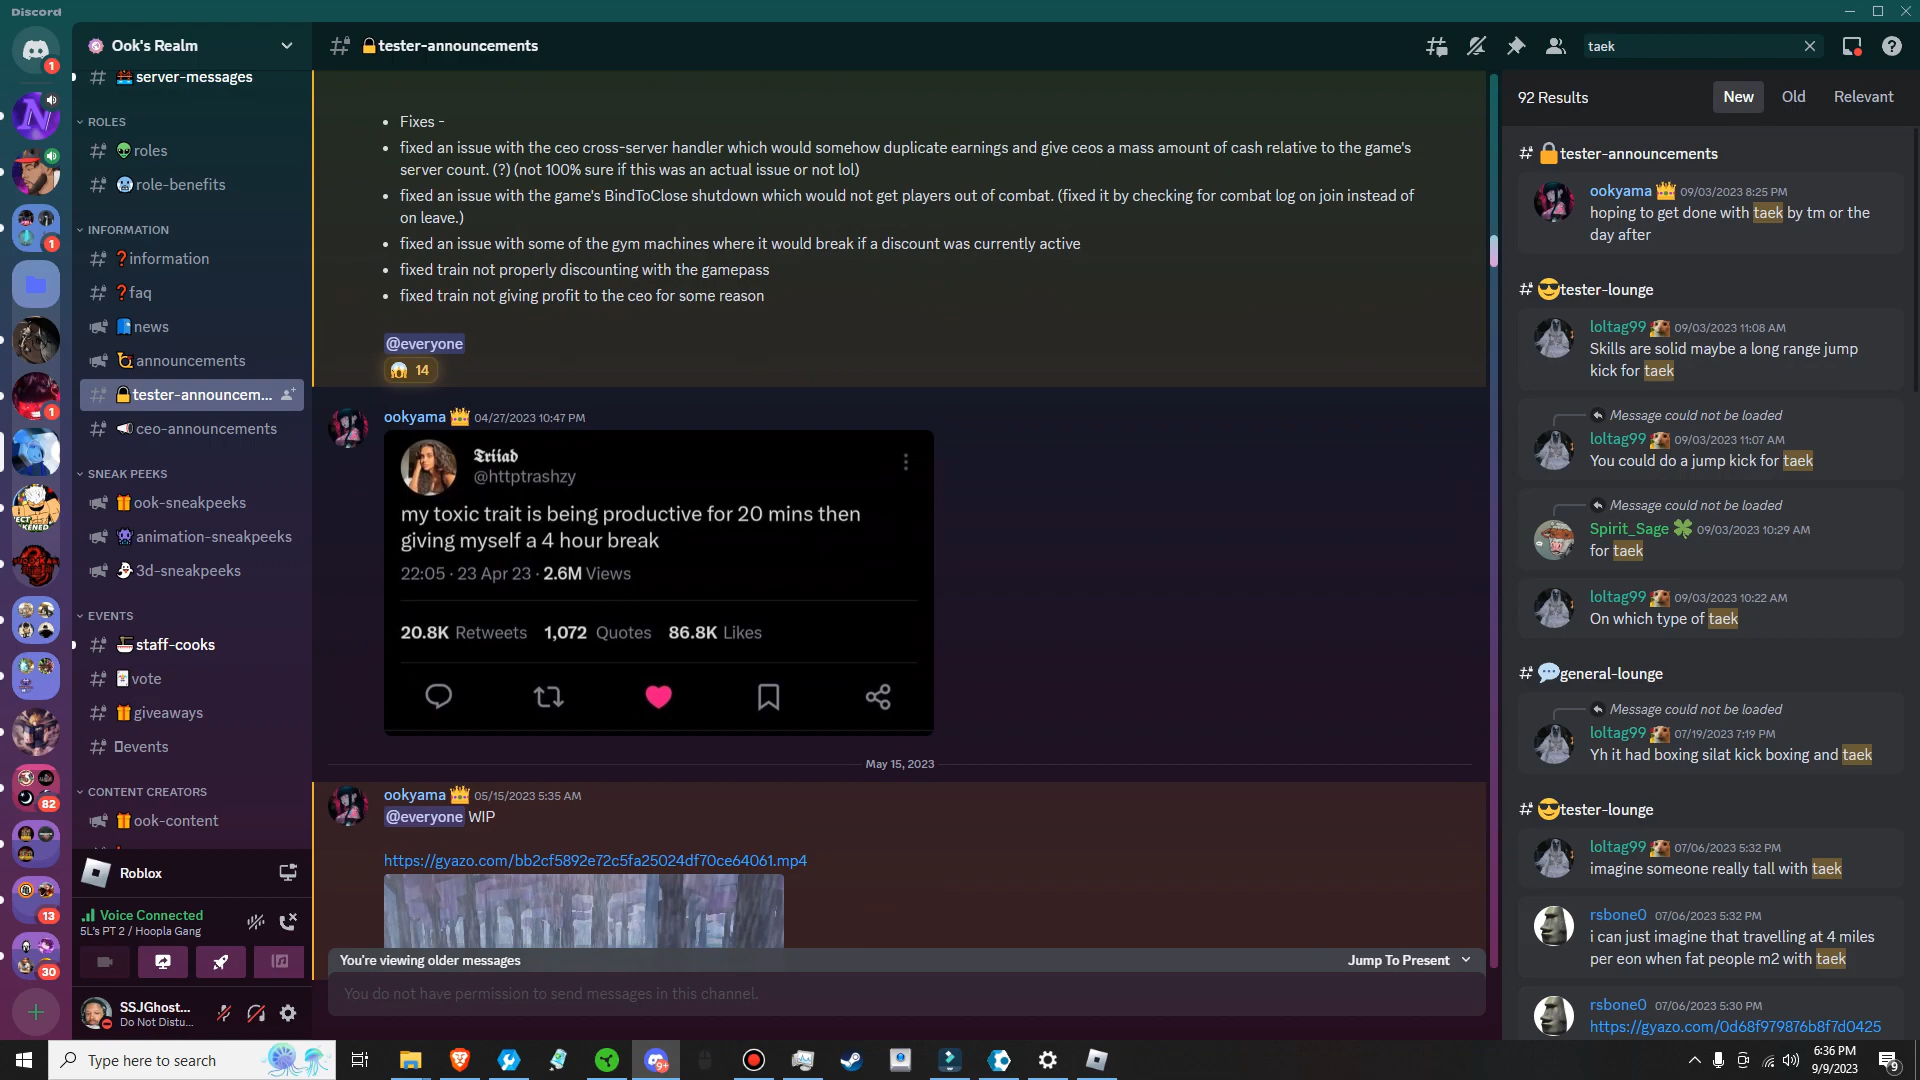 Discord
Ook's Realm
server-messages
ROLES
roles
role-benefits
INFORMATION
❓information
❓faq
news
announcements
tester-announcem...
ceo-announcements
SNEAK PEEKS
ook-sneakpeeks
animation-sneakpeeks
3d-sneakpeeks
EVENTS
staff-cooks
vote
giveaways
events
CONTENT CREATORS
ook-content
Roblox
Voice Connected
5L's PT 2 / Hoopla Gang
SSJGhost...
Do Not Distu...
1
1
1
82
13
30
tester-announcements
taek
• Fixes -
• fixed an issue with the ceo cross-server handler which would somehow duplicate earnings and give ceos a mass amount of cash relative to the game's
server count. (?) (not 100% sure if this was an actual issue or not lol)
• fixed an issue with the game's BindToClose shutdown which would not get players out of combat. (fixed it by checking for combat log on join instead of
on leave.)
• fixed an issue with some of the gym machines where it would break if a discount was currently active
• fixed train not properly discounting with the gamepass
• fixed train not giving profit to the ceo for some reason
@everyone
14
ookyama 04/27/2023 10:47 PM
𝕿𝖗𝖎𝖎𝖆𝖉
@httptrashzy
my toxic trait is being productive for 20 mins then
giving myself a 4 hour break
22:05 · 23 Apr 23 · 2.6M Views
20.8K Retweets 1,072 Quotes 86.8K Likes
May 15, 2023
ookyama 05/15/2023 5:35 AM
@everyone WIP
https://gyazo.com/bb2cf5892e72c5fa25024df70ce64061.mp4
You're viewing older messages
Jump To Present
You do not have permission to send messages in this channel.
92 Results
New
Old
Relevant
tester-announcements
ookyama 09/03/2023 8:25 PM
hoping to get done with taek by tm or the
day after
tester-lounge
loltag99 09/03/2023 11:08 AM
Skills are solid maybe a long range jump
kick for taek
Message could not be loaded
loltag99 09/03/2023 11:07 AM
You could do a jump kick for taek
Message could not be loaded
Spirit_Sage 09/03/2023 10:29 AM
for taek
loltag99 09/03/2023 10:22 AM
On which type of taek
general-lounge
Message could not be loaded
loltag99 07/19/2023 7:19 PM
Yh it had boxing silat kick boxing and taek
tester-lounge
loltag99 07/06/2023 5:32 PM
imagine someone really tall with taek
rsbone0 07/06/2023 5:32 PM
i can just imagine that travelling at 4 miles
per eon when fat people m2 with taek
rsbone0 07/06/2023 5:30 PM
https://gyazo.com/0d68f979876b8f7d0425
Type here to search
9+
6:36 PM
9/9/2023
9